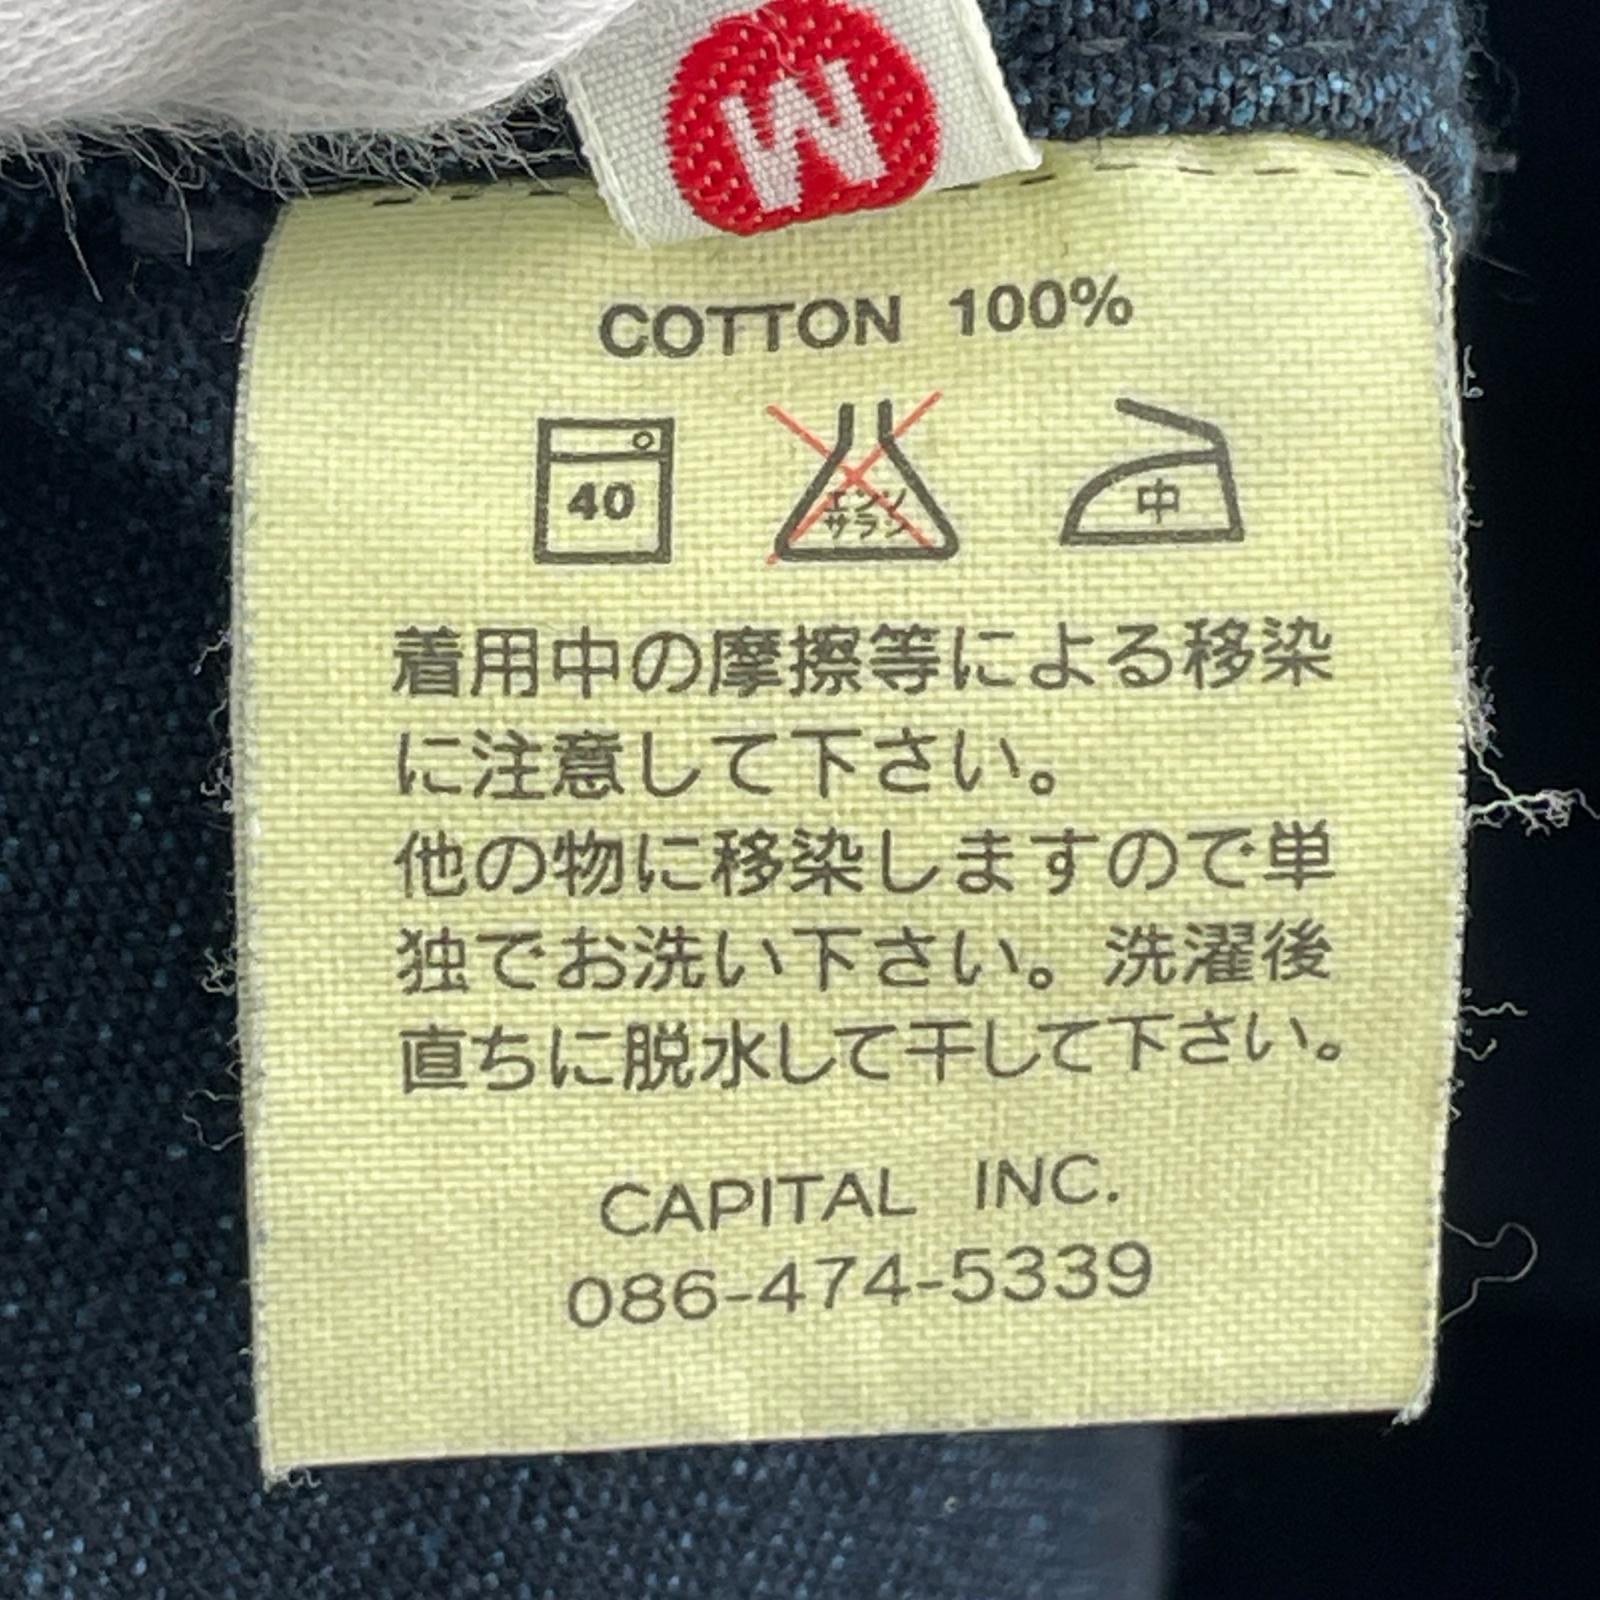 M
COTTON 100%
40
エンソ
サラシ
中
着用中の摩擦等による移染
に注意して下さい。
他の物に移染しますので単
独でお洗い下さい。洗濯後
直ちに脱水して干して下さい。
CAPITAL INC.
086-474-5339